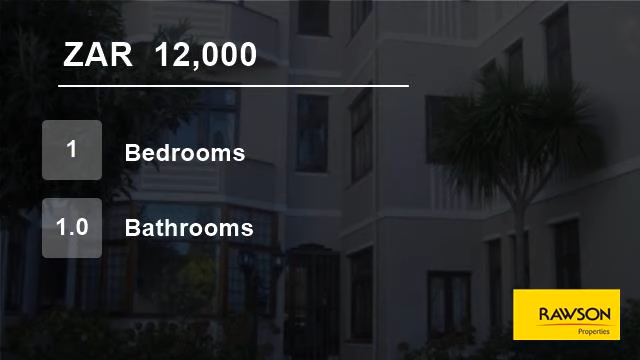 ZAR 12,000
1 Bedrooms
1.0 Bathrooms
RAWSON
Properties